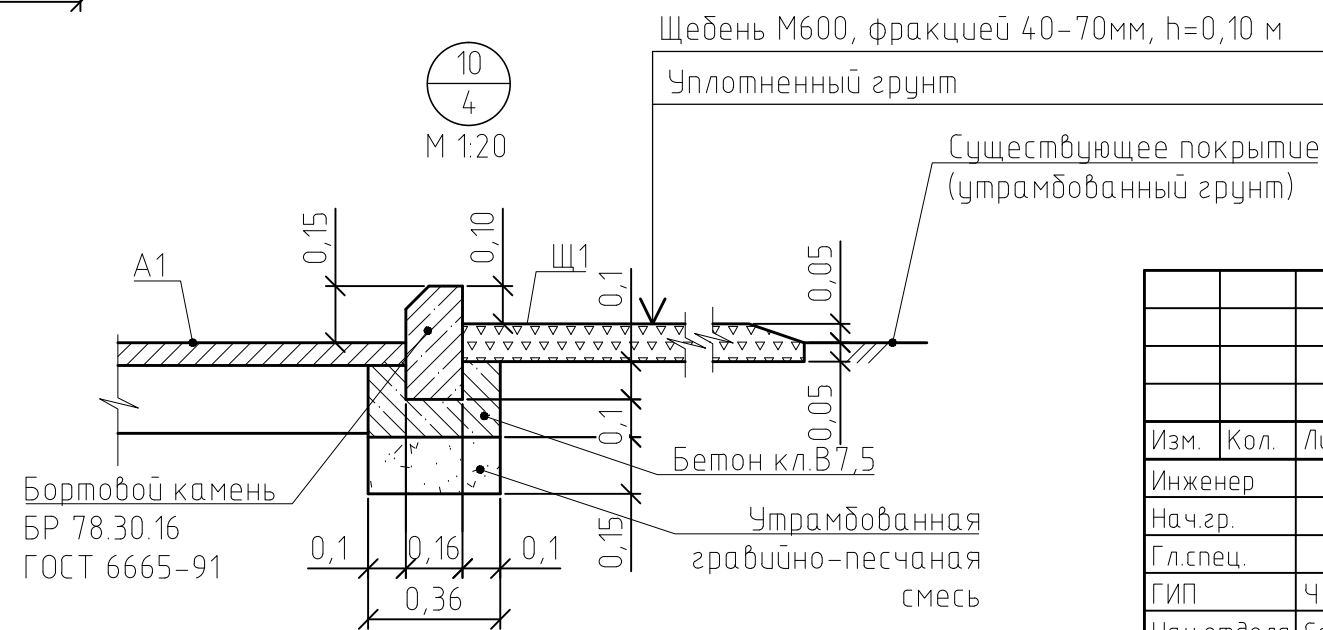 10
4
М 1:20
Щебень М600, фракцией 40-70мм, h=0,10 м
Уплотненный грунт
Существующее покрытие
(утрамбованный грунт)
0,15
0,10
0,1
0,05
А1
Щ1
0,1
0,05
0,15
Бетон кл.В7,5
Бортовой камень
БР 78.30.16
ГОСТ 6665-91
Утрамбованная
гравийно-песчаная
смесь
0,1
0,16
0,1
0,36
Изм.
Кол.
Инженер
Нач.гр.
Гл.спец.
ГИП